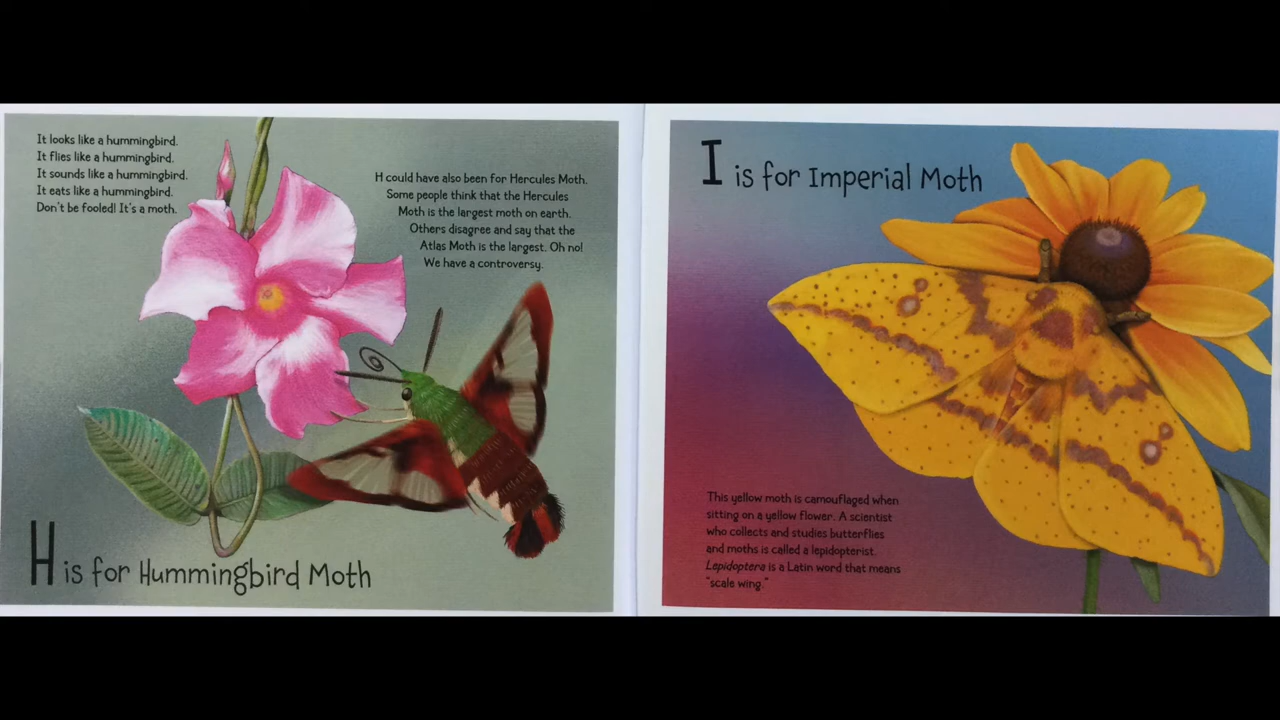 It looks like a hummingbird.
It flies like a hummingbird.
It sounds like a hummingbird.
It eats like a hummingbird.
Don't be fooled! It's a moth.
H could have also been for Hercules Moth.
Some people think that the Hercules
Moth is the largest moth on earth.
Others disagree and say that the
Atlas Moth is the largest. Oh no!
We have a controversy.
H is for Hummingbird Moth
I is for Imperial Moth
This yellow moth is camouflaged when
sitting on a yellow flower. A scientist
who collects and studies butterflies
and moths is called a lepidopterist.
Lepidoptera is a Latin word that means
"scale wing."